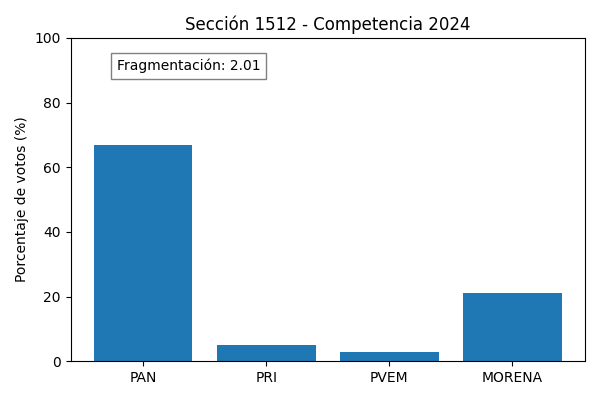 Sección 1512 - Competencia 2024
Fragmentación: 2.01
Porcentaje de votos (%)
100
80
60
40
20
0
PAN PRI PVEM MORENA